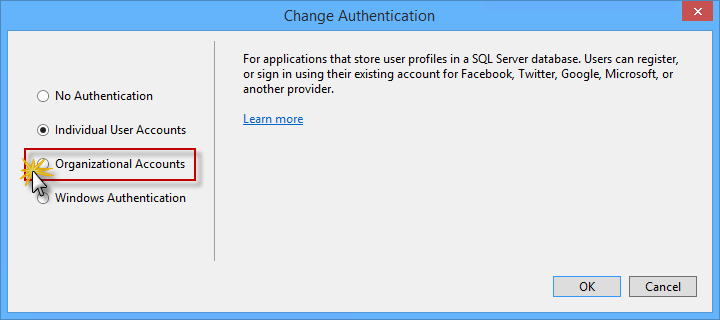 Change Authentication
No Authentication
Individual User Accounts
Organizational Accounts
Windows Authentication
For applications that store user profiles in a SQL Server database. Users can register,
or sign in using their existing account for Facebook, Twitter, Google, Microsoft, or
another provider.
Learn more
OK
Cancel